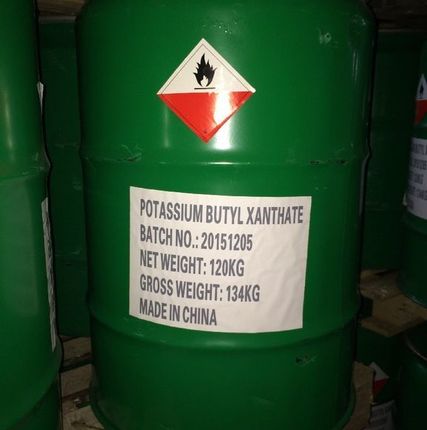 POTASSIUM BUTYL XANTHATE
BATCH NO.: 20151205
NET WEIGHT: 120KG
GROSS WEIGHT: 134KG
MADE IN CHINA